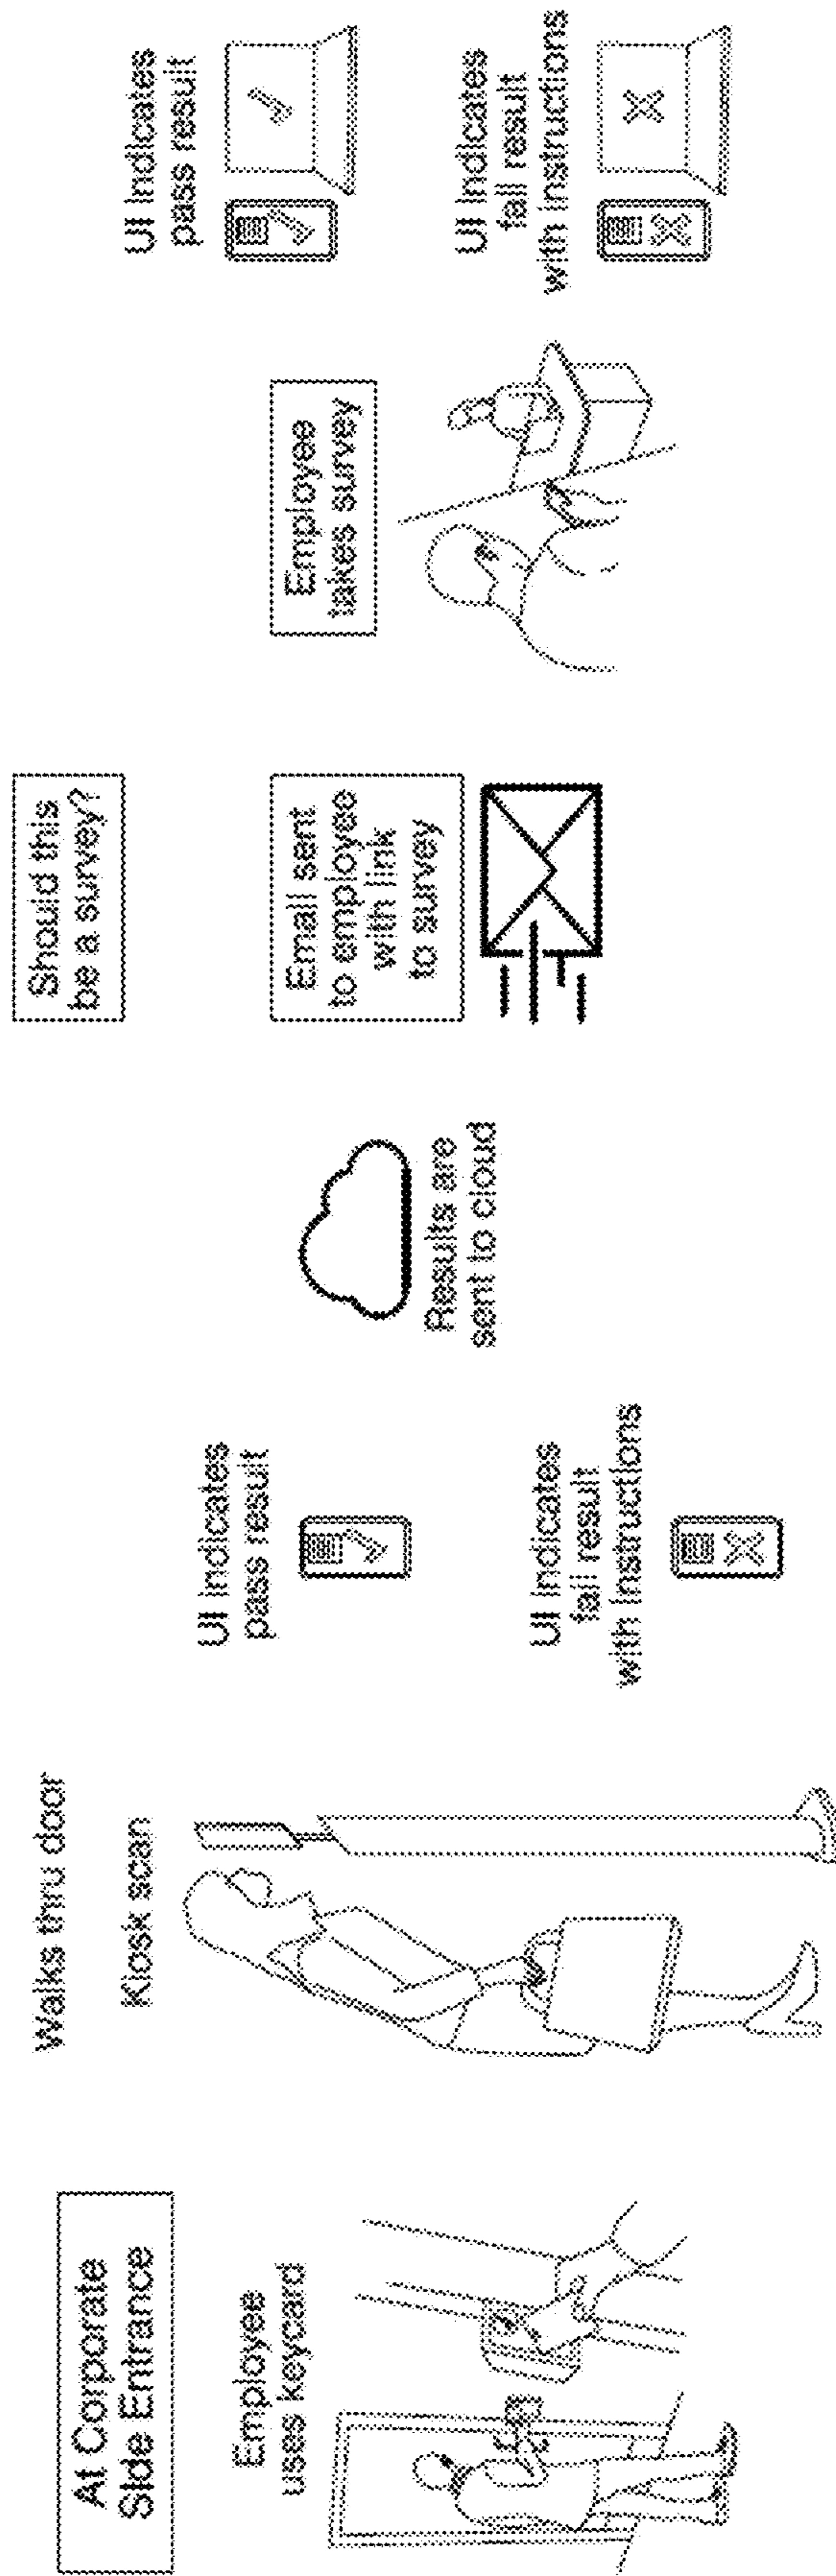 At Corporate
Side Entrance
Employee
uses keycard
Walks thru door
Kiosk scan
UI Indicates
pass result
UI Indicates
fail result
with Instructions
Results are
sent to cloud
Should this
be a survey?
Email sent
to employee
with link
to survey
Employee
takes survey
UI Indicates
pass result
UI Indicates
fail result
with Instructions